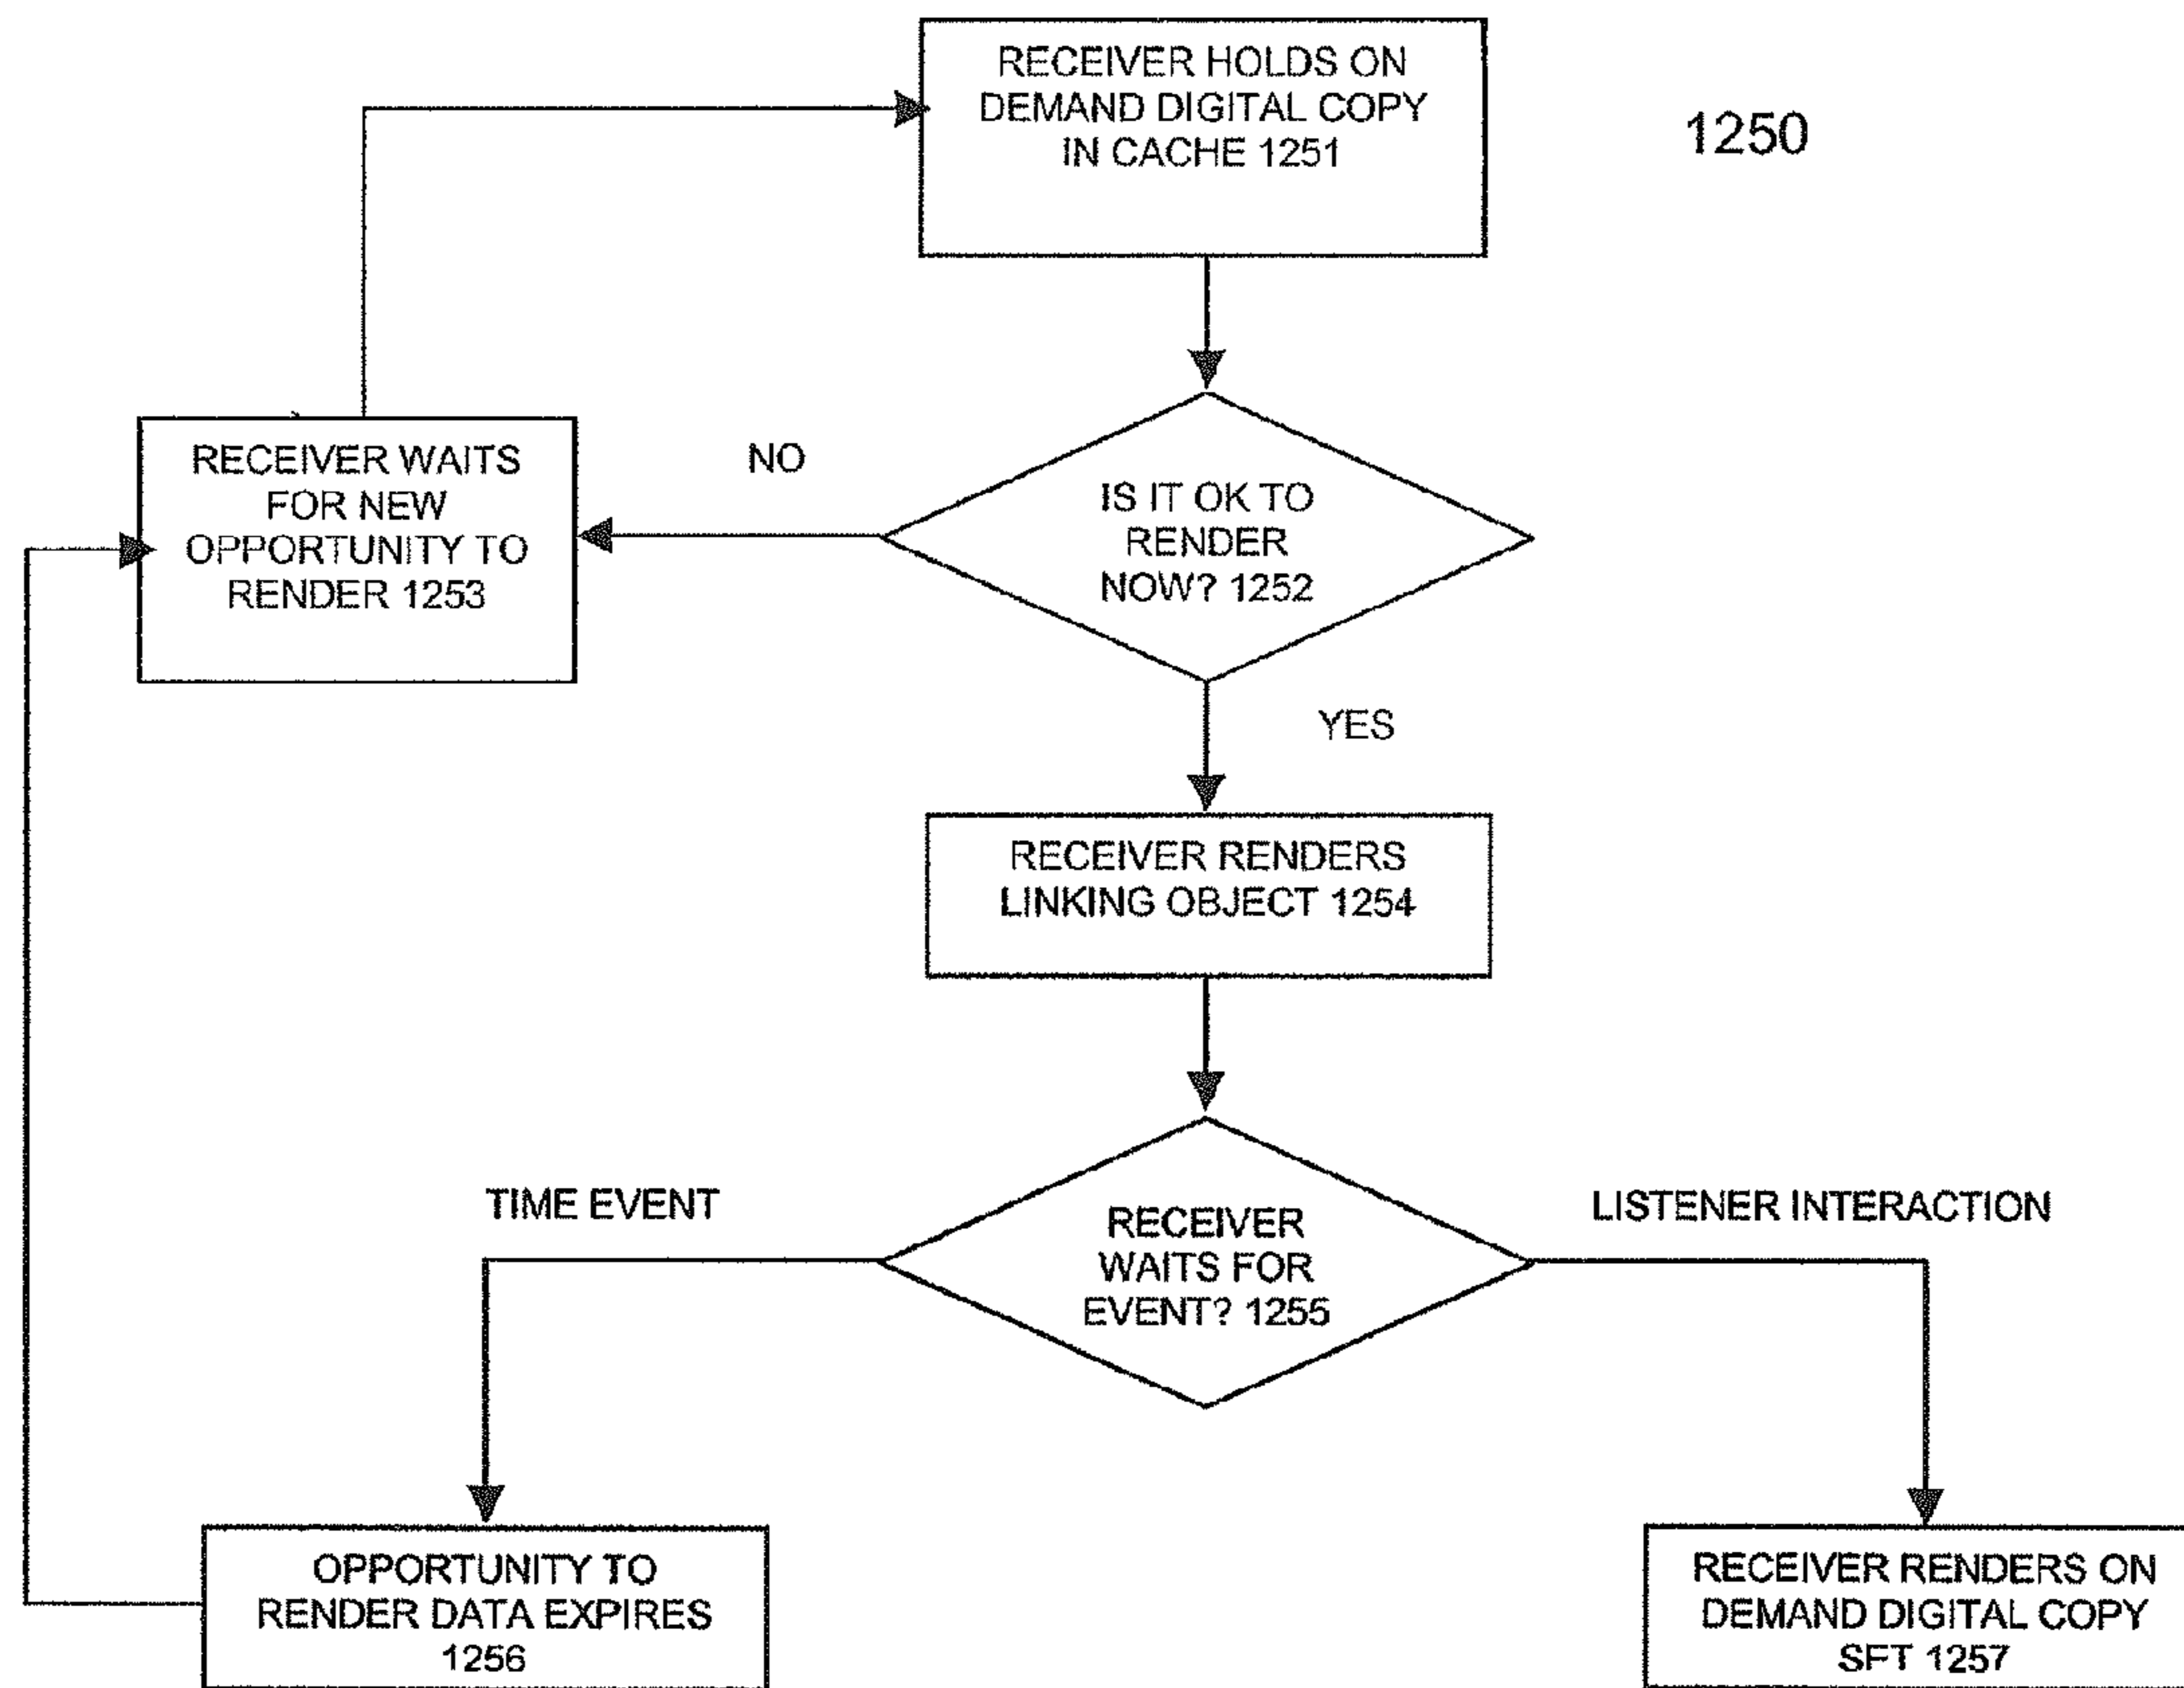 RECEIVER HOLDS ON
DEMAND DIGITAL COPY
IN CACHE 1251
1250
RECEIVER WAITS
FOR NEW
OPPORTUNITY TO
RENDER 1253
NO
IS IT OK TO
RENDER
NOW? 1252
YES
RECEIVER RENDERS
LINKING OBJECT 1254
TIME EVENT
RECEIVER
WAITS FOR
EVENT? 1255
LISTENER INTERACTION
OPPORTUNITY TO
RENDER DATA EXPIRES
1256
RECEIVER RENDERS ON
DEMAND DIGITAL COPY
SFT 1257